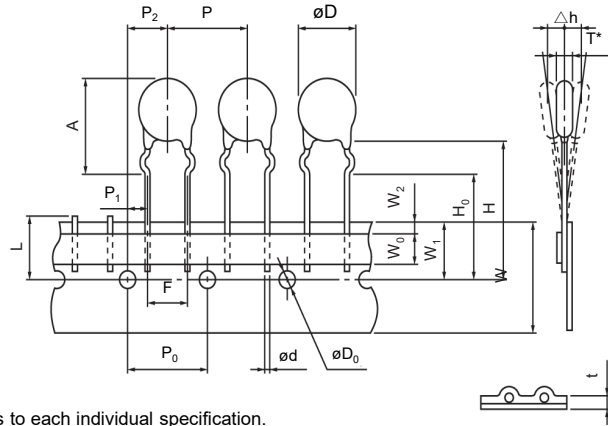 P₂ P øD △h
T*
A
P₁
L
W₂
W₀
W₁
H₀
H
W
F
P₀ ød øD₀
t
s to each individual specification.